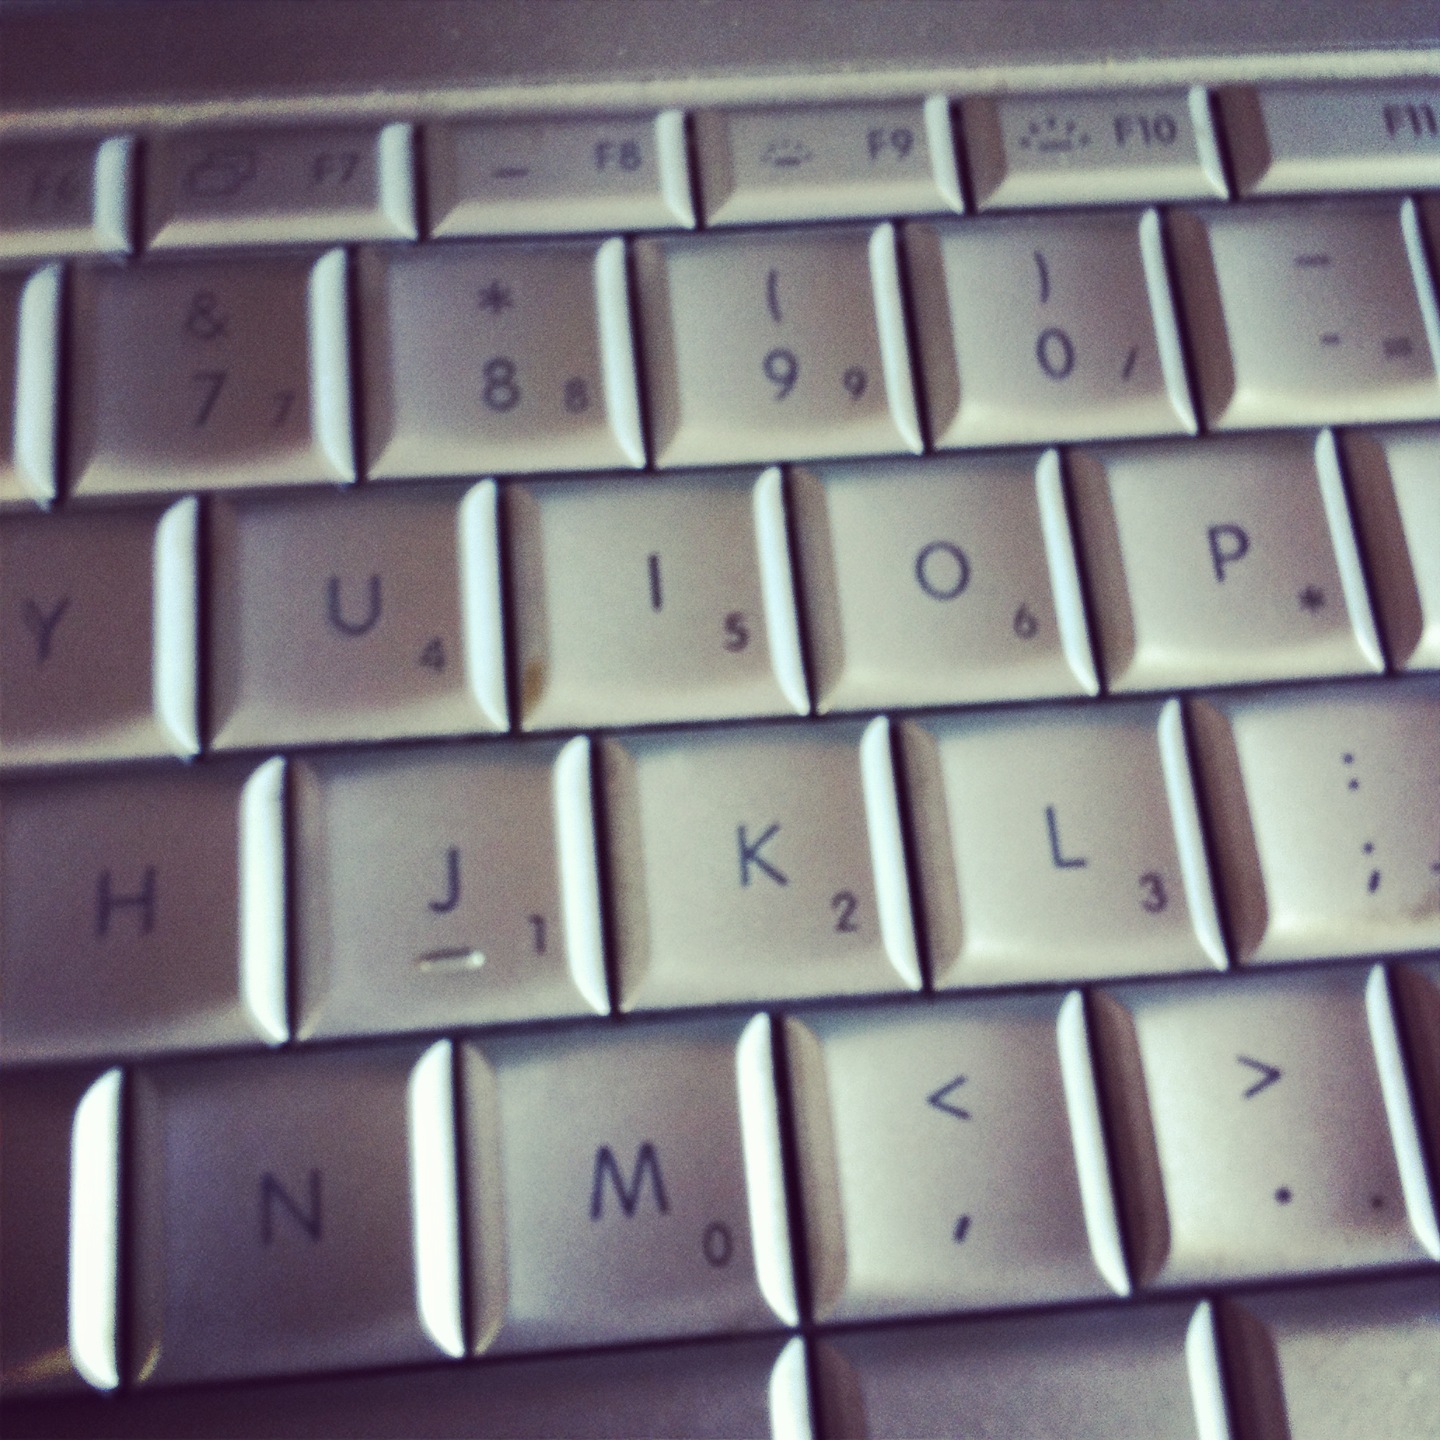 F6 F7 F8 F9 F10 F11
& * ( ) –
7 7 8 8 9 9 0 / - =
Y U 4 I 5 O 6 P *
H J 1 K 2 L 3 : ;
N M 0 < , > . .